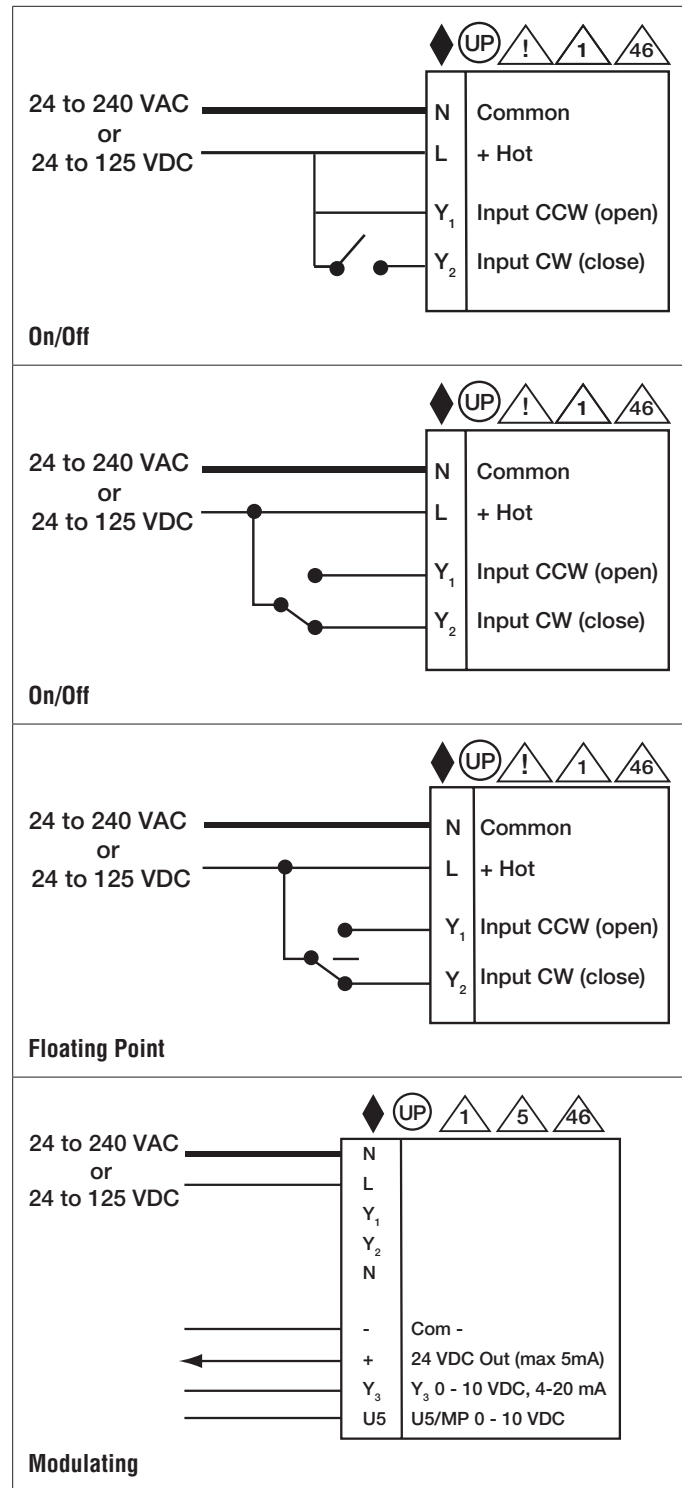 UP ! 1 46
24 to 240 VAC
or
24 to 125 VDC
N Common
L + Hot
Y1 Input CCW (open)
Y2 Input CW (close)
On/Off
UP ! 1 46
24 to 240 VAC
or
24 to 125 VDC
N Common
L + Hot
Y1 Input CCW (open)
Y2 Input CW (close)
On/Off
UP ! 1 46
24 to 240 VAC
or
24 to 125 VDC
N Common
L + Hot
Y1 Input CCW (open)
Y2 Input CW (close)
Floating Point
UP 1 5 46
24 to 240 VAC
or
24 to 125 VDC
N
L
Y1
Y2
N
- Com -
+ 24 VDC Out (max 5mA)
Y3 Y3 0 - 10 VDC, 4-20 mA
U5 U5/MP 0 - 10 VDC
Modulating